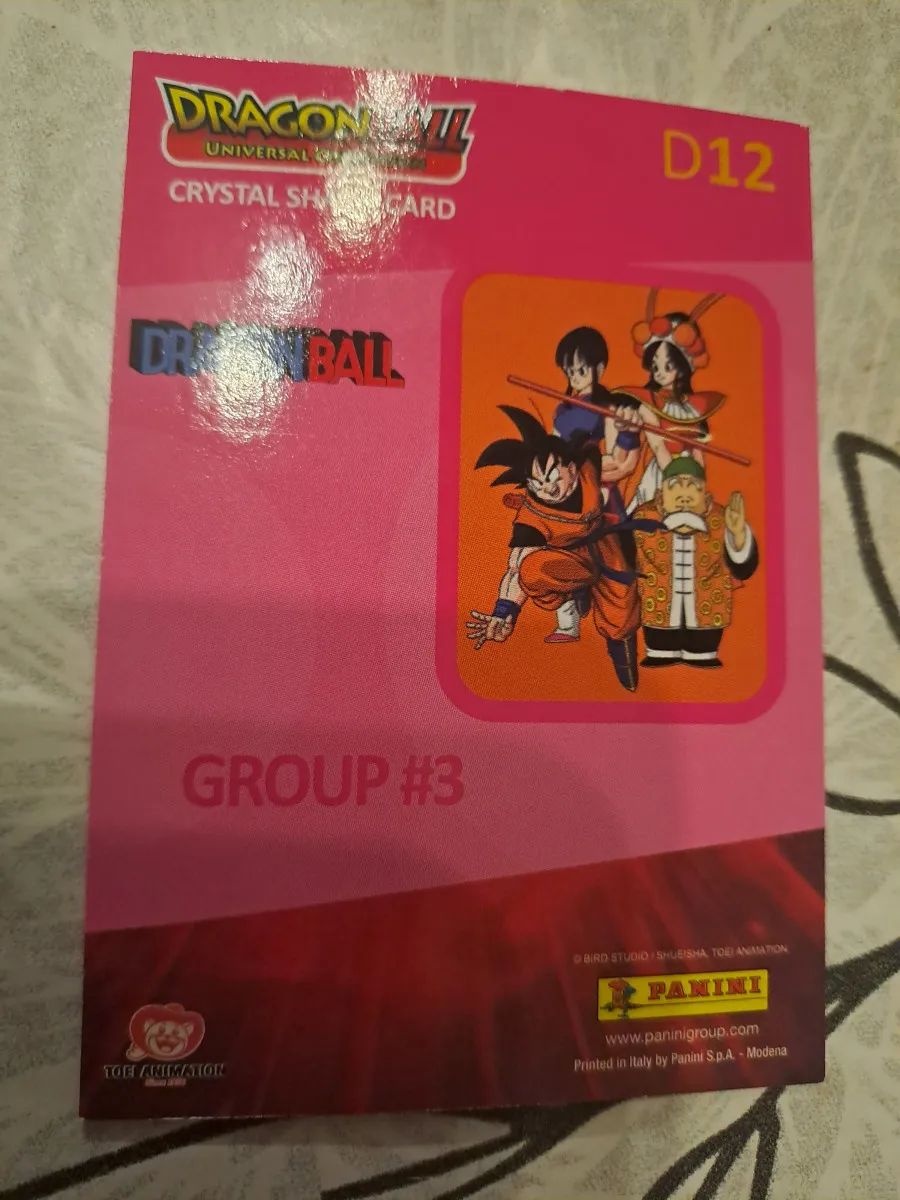 DRAGON BALL
UNIVERSAL
CRYSTAL CARD
D12
DRAGON BALL
GROUP #3
© BIRD STUDIO / SHUEISHA, TOEI ANIMATION
PANINI
www.paninigroup.com
Printed in Italy by Panini S.p.A. - Modena
TOEI ANIMATION